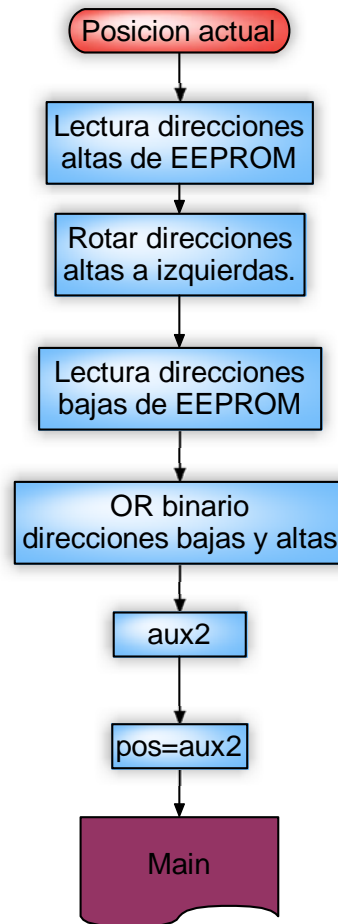 Posicion actual
Lectura direcciones
altas de EEPROM
Rotar direcciones
altas a izquierdas.
Lectura direcciones
bajas de EEPROM
OR binario
direcciones bajas y altas
aux2
pos=aux2
Main